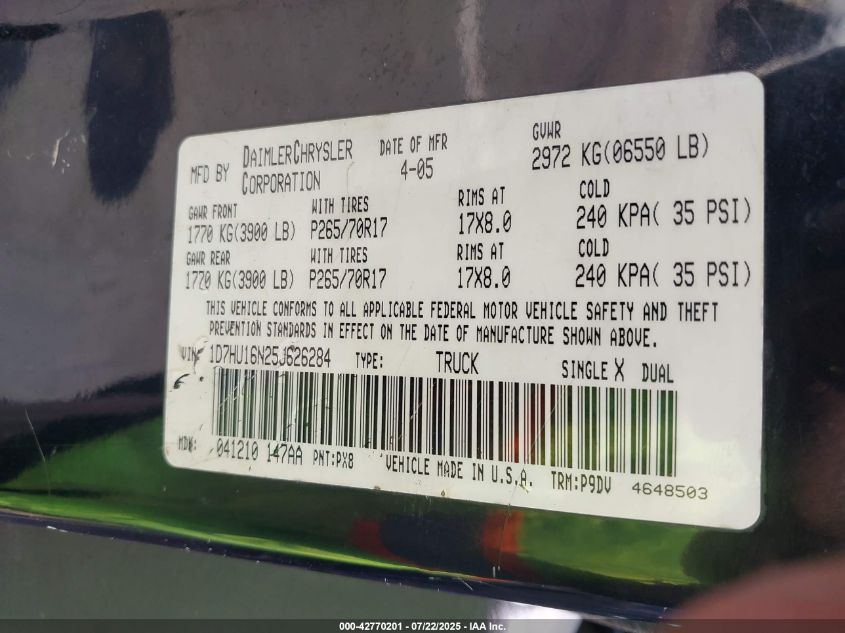 MFD BY DAIMLERCHRYSLER CORPORATION DATE OF MFR 4-05 GVWR 2972 KG(06550 LB)
GAWR FRONT WITH TIRES RIMS AT COLD
1770 KG(3900 LB) P265/70R17 17X8.0 240 KPA( 35 PSI)
GAWR REAR WITH TIRES RIMS AT COLD
1770 KG(3900 LB) P265/70R17 17X8.0 240 KPA( 35 PSI)
THIS VEHICLE CONFORMS TO ALL APPLICABLE FEDERAL MOTOR VEHICLE SAFETY AND THEFT
PREVENTION STANDARDS IN EFFECT ON THE DATE OF MANUFACTURE SHOWN ABOVE.
VIN: 1D7HU16N25J626284 TYPE: TRUCK SINGLE X DUAL
MDH: 041210 147AA PNT:PX8 VEHICLE MADE IN U.S.A. TRM:P9DV 4648503
000-42770201 - 07/22/2025 - IAA Inc.